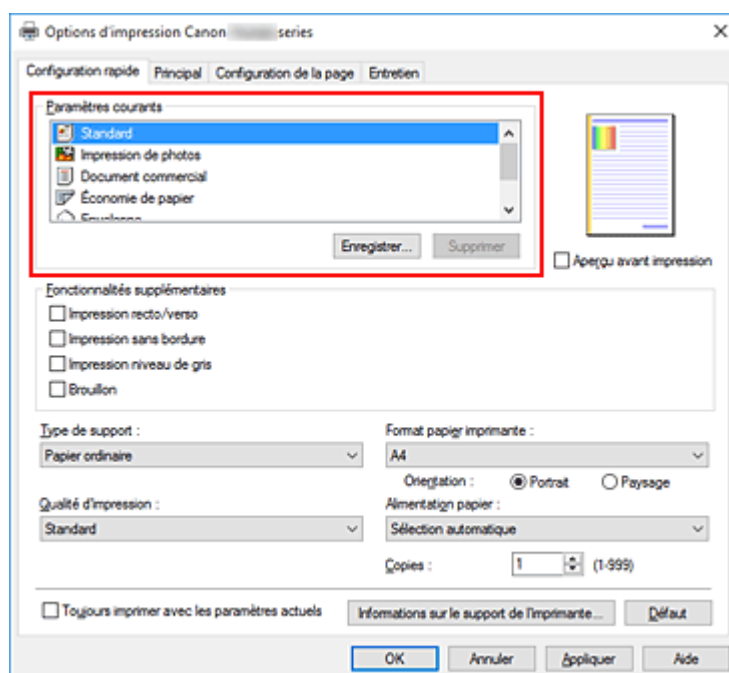 Options d'impression Canon series
Configuration rapide Principal Configuration de la page Entretien
Paramètres courants
Standard
Impression de photos
Document commercial
Économie de papier
Enregistrer... Supprimer
Aperçu avant impression
Fonctionnalités supplémentaires
Impression recto/verso
Impression sans bordure
Impression niveau de gris
Brouillon
Type de support :
Papier ordinaire
Format papier imprimante :
A4
Orientation : Portrait Paysage
Qualité d'impression :
Standard
Alimentation papier :
Sélection automatique
Copies : 1 (1-999)
Toujours imprimer avec les paramètres actuels
Informations sur le support de l'imprimante... Défaut
OK Annuler Appliquer Aide